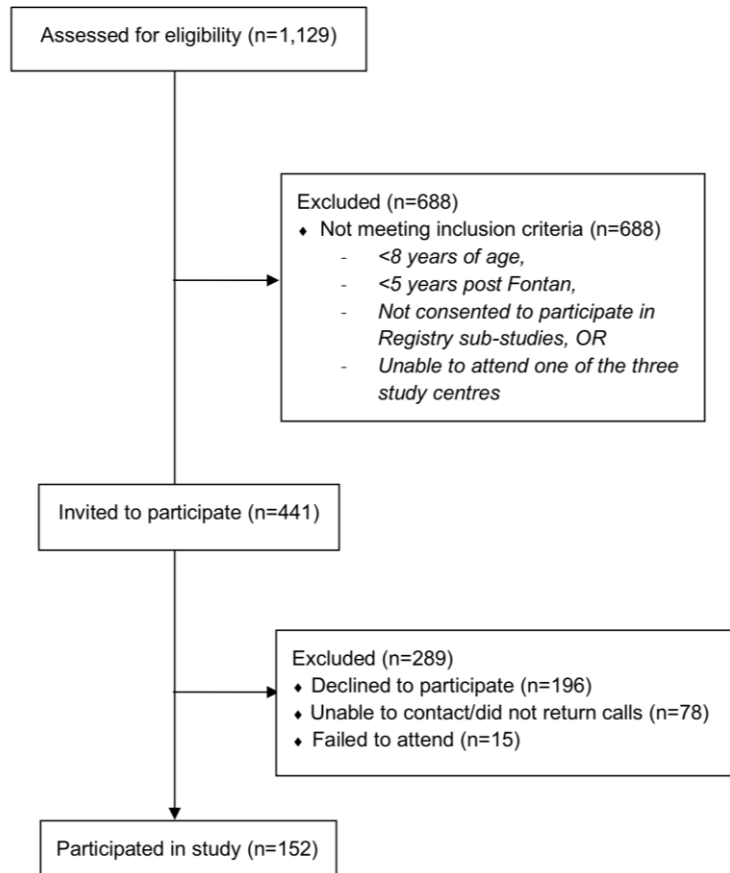 Assessed for eligibility (n=1,129)
Excluded (n=688)
♦ Not meeting inclusion criteria (n=688)
- <8 years of age,
- <5 years post Fontan,
- Not consented to participate in
Registry sub-studies, OR
- Unable to attend one of the three
study centres
Invited to participate (n=441)
Excluded (n=289)
♦ Declined to participate (n=196)
♦ Unable to contact/did not return calls (n=78)
♦ Failed to attend (n=15)
Participated in study (n=152)